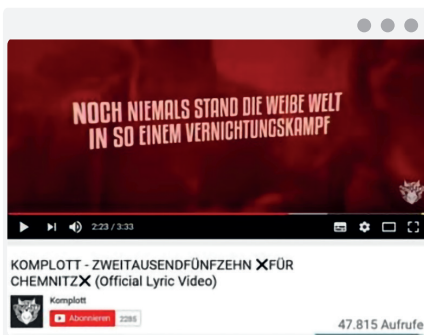 NOCH NIEMALS STAND DIE WEIßE WELT
IN SO EINEM VERNICHTUNGSKAMPF
2:23 / 3:33
KOMPLOTT - ZWEITAUSENDFÜNFZEHN ❌FÜR
CHEMNITZ❌ (Official Lyric Video)
Komplott
Abonnieren 2285
47.815 Aufrufe